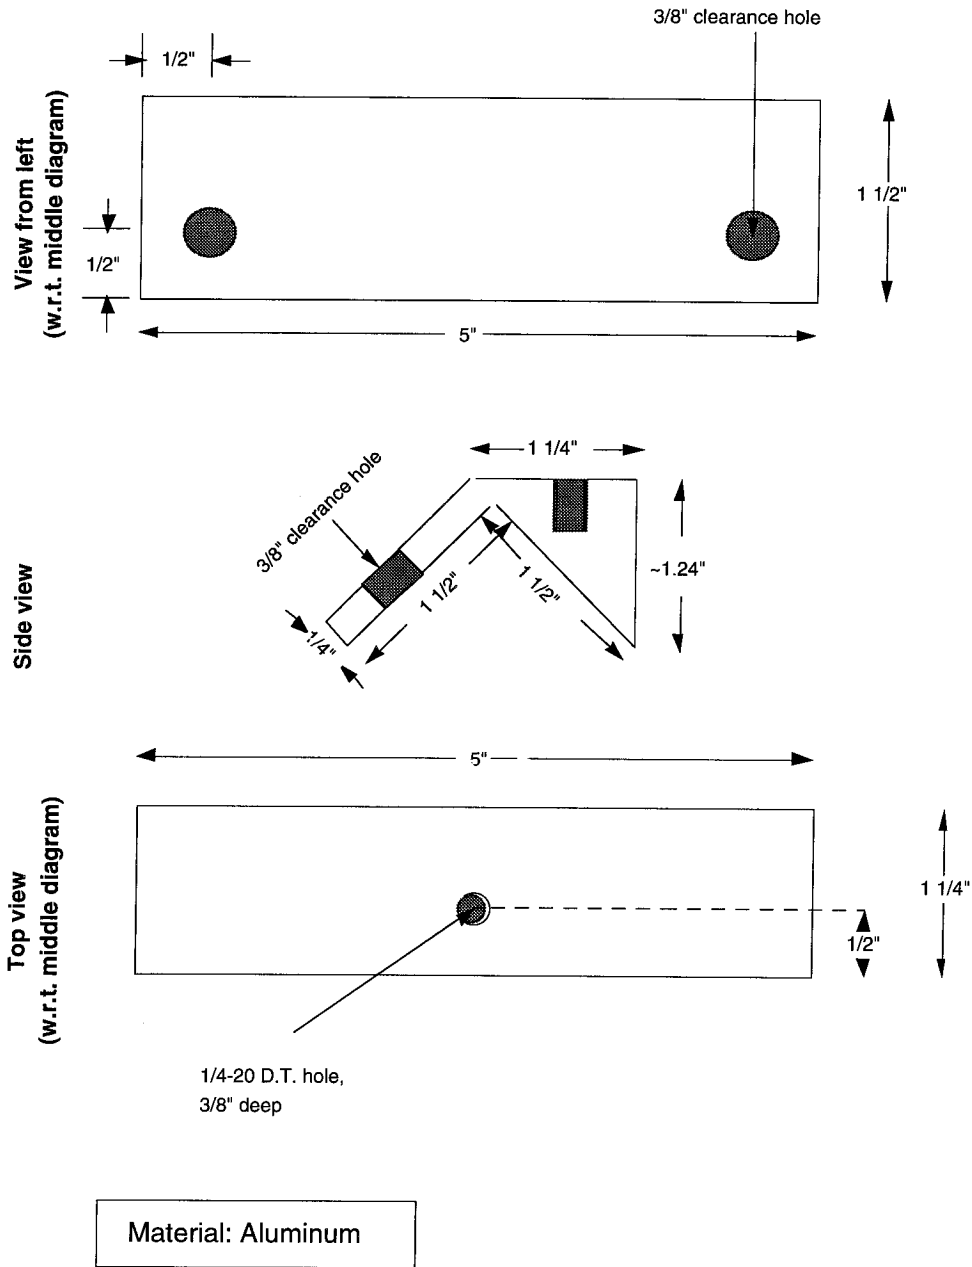 3/8" clearance hole
1/2"
View from left
(w.r.t. middle diagram)
1 1/2"
1/2"
5"
1 1/4"
3/8" clearance hole
~1.24"
1 1/2"
1 1/2"
1/4"
Side view
5"
Top view
(w.r.t. middle diagram)
1 1/4"
1/2"
1/4-20 D.T. hole,
3/8" deep
Material: Aluminum